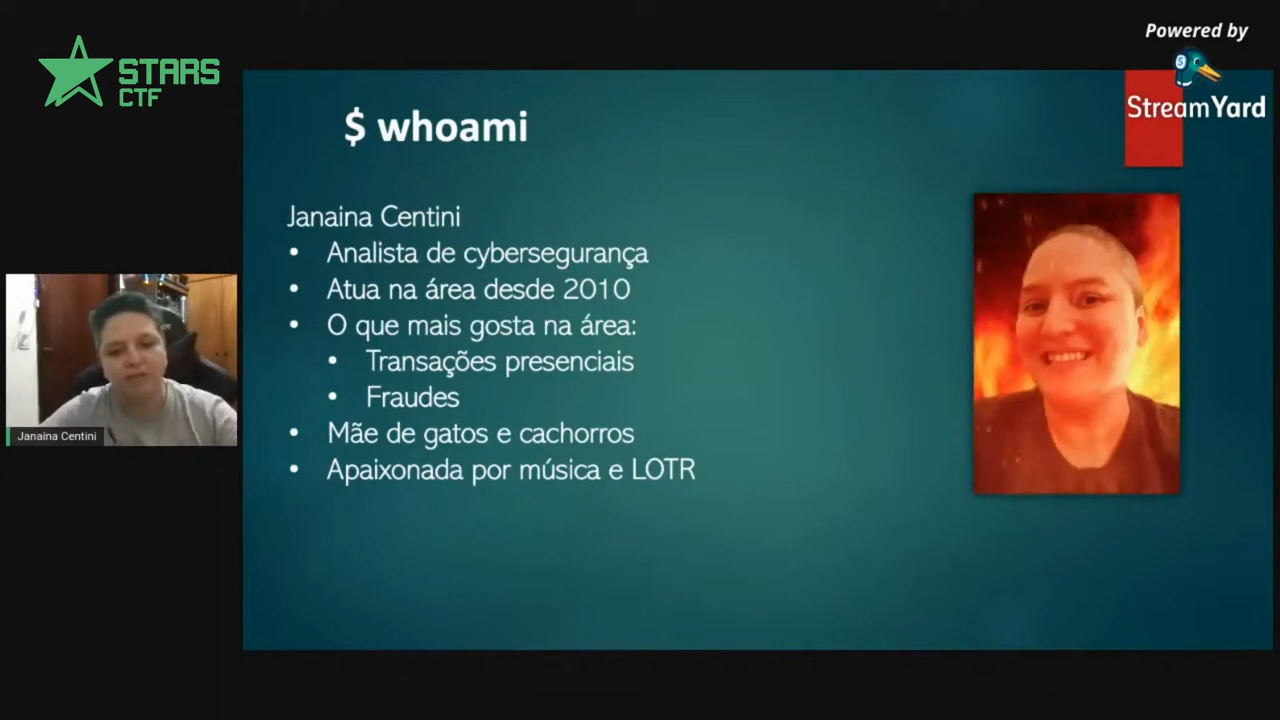 Powered by
StreamYard
STARS
CTF
$ whoami
Janaina Centini
• Analista de cybersegurança
• Atua na área desde 2010
• O que mais gosta na área:
• Transações presenciais
• Fraudes
• Mãe de gatos e cachorros
• Apaixonada por música e LOTR
Janaina Centini